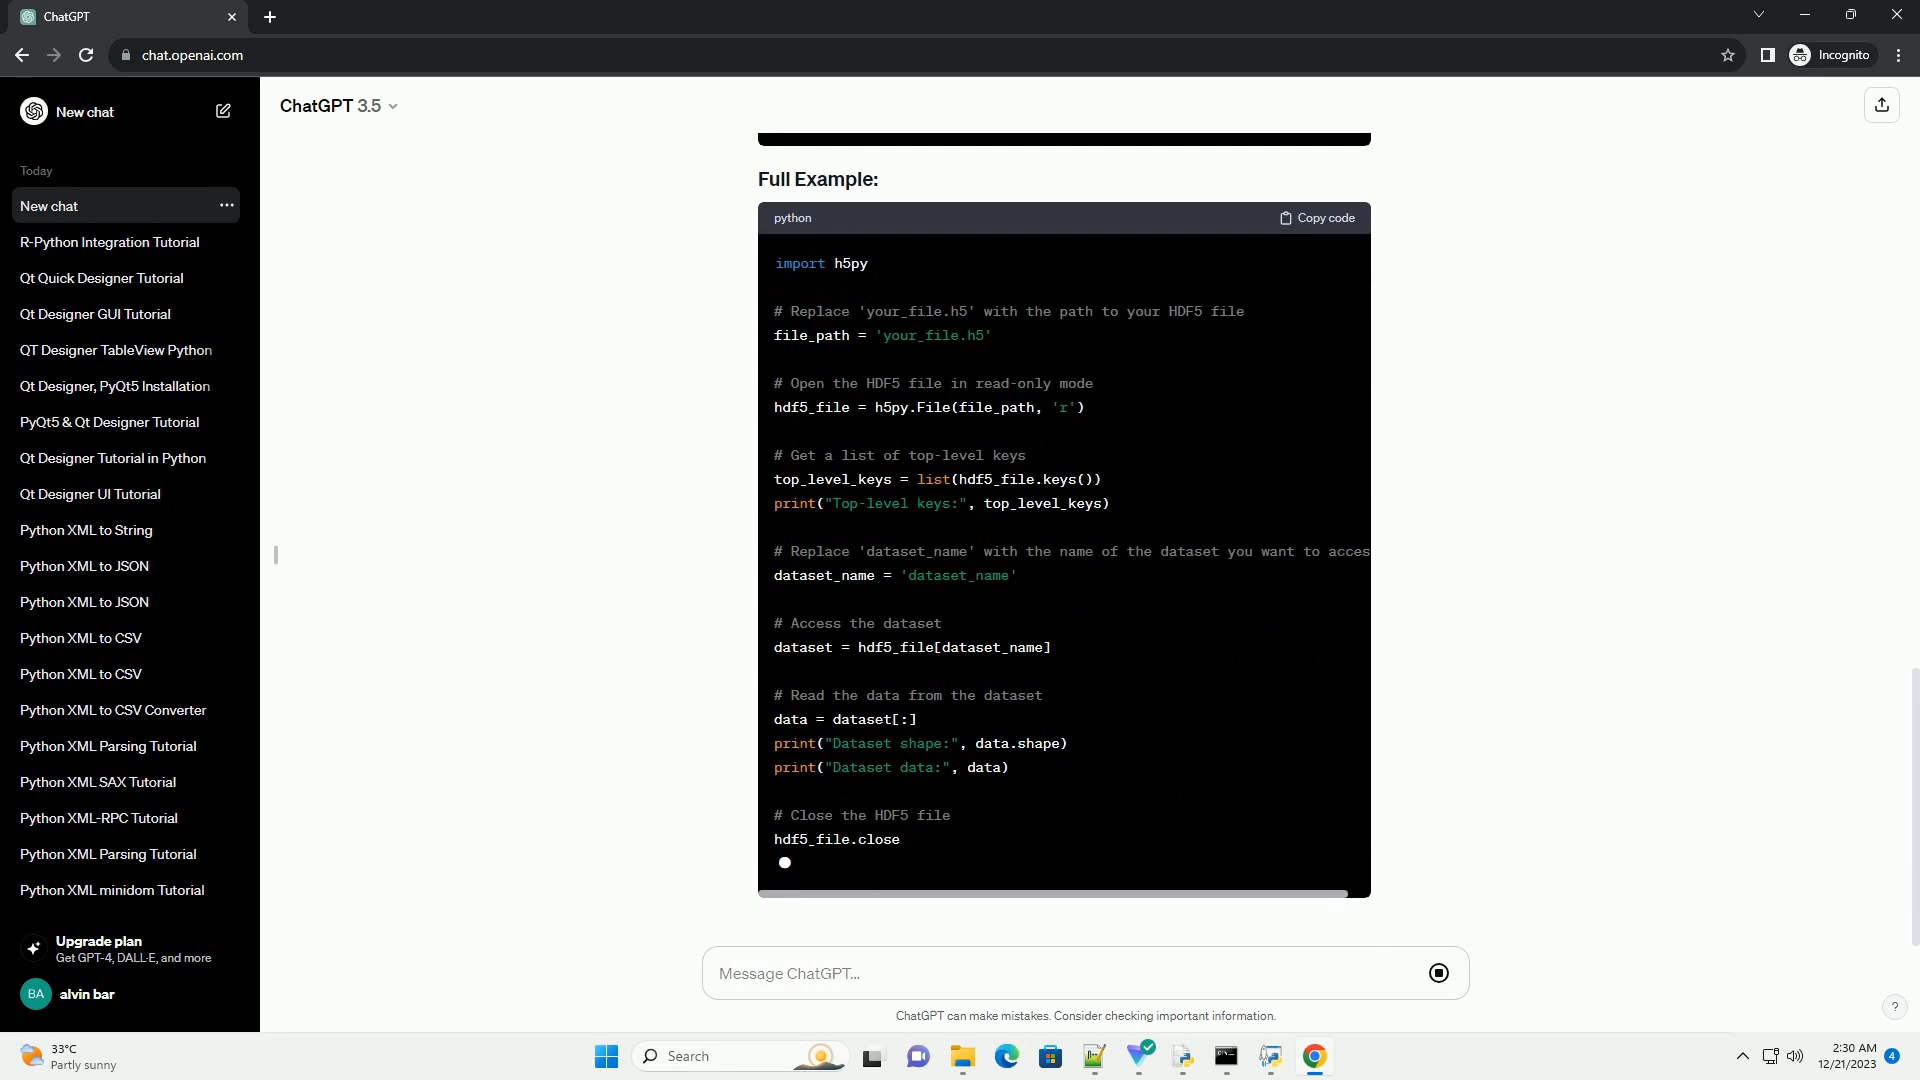 ChatGPT
chat.openai.com
Incognito
New chat
ChatGPT 3.5
Today
New chat
R-Python Integration Tutorial
Qt Quick Designer Tutorial
Qt Designer GUI Tutorial
QT Designer TableView Python
Qt Designer, PyQt5 Installation
PyQt5 & Qt Designer Tutorial
Qt Designer Tutorial in Python
Qt Designer UI Tutorial
Python XML to String
Python XML to JSON
Python XML to JSON
Python XML to CSV
Python XML to CSV
Python XML to CSV Converter
Python XML Parsing Tutorial
Python XML SAX Tutorial
Python XML-RPC Tutorial
Python XML Parsing Tutorial
Python XML minidom Tutorial
Upgrade plan
Get GPT-4, DALL·E, and more
BA alvin bar
Full Example:
python
Copy code
import h5py
# Replace 'your_file.h5' with the path to your HDF5 file
file_path = 'your_file.h5'
# Open the HDF5 file in read-only mode
hdf5_file = h5py.File(file_path, 'r')
# Get a list of top-level keys
top_level_keys = list(hdf5_file.keys())
print("Top-level keys:", top_level_keys)
# Replace 'dataset_name' with the name of the dataset you want to acces
dataset_name = 'dataset_name'
# Access the dataset
dataset = hdf5_file[dataset_name]
# Read the data from the dataset
data = dataset[:]
print("Dataset shape:", data.shape)
print("Dataset data:", data)
# Close the HDF5 file
hdf5_file.close
Message ChatGPT...
ChatGPT can make mistakes. Consider checking important information.
?
33°C
Partly sunny
Search
2:30 AM
12/21/2023
4